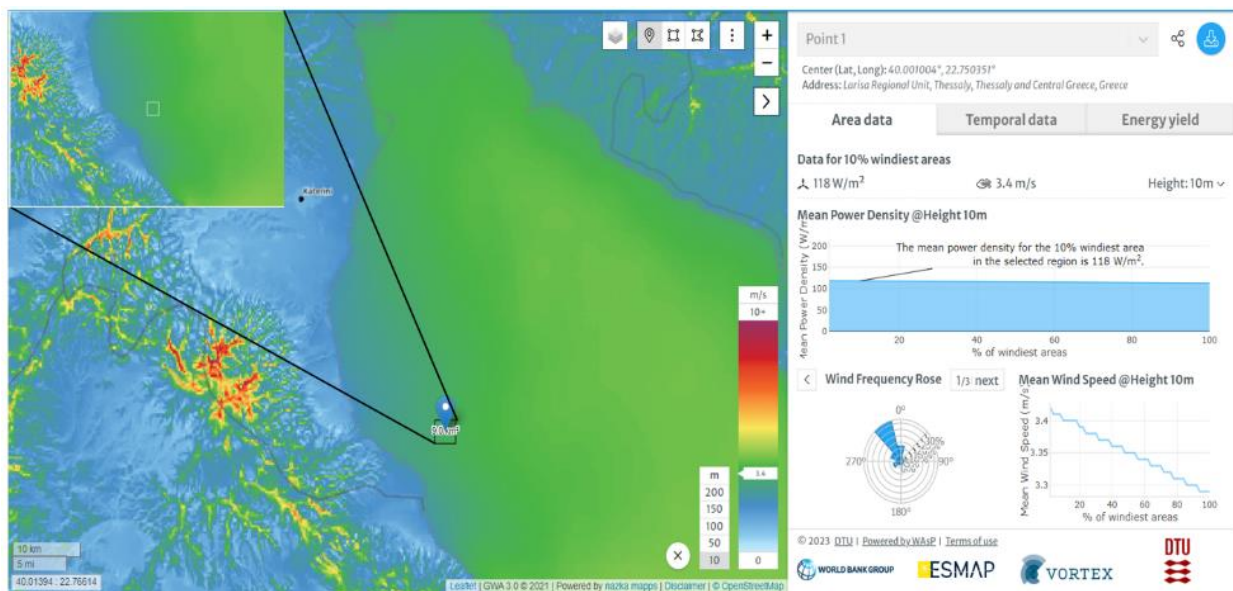 Katerini
9.0 km²
m/s
10+
3.4
0
m
200
150
100
50
10
10 km
5 mi
40.01394 : 22.76614
Leaflet | GWA 3.0 © 2021 | Powered by nazka mapps | Disclaimer | © OpenStreetMap
Point 1
Center (Lat, Long): 40.001004°, 22.750351°
Address: Larisa Regional Unit, Thessaly, Thessaly and Central Greece, Greece
Area data Temporal data Energy yield
Data for 10% windiest areas
118 W/m² 3.4 m/s Height: 10m
Mean Power Density @Height 10m
Mean Power Density (W/m
200
150
100
50
0
The mean power density for the 10% windiest area
in the selected region is 118 W/m².
20 40 60 80 100
% of windiest areas
Wind Frequency Rose 1/3 next
0°
30%
90°
180°
270°
Mean Wind Speed @Height 10m
Mean Wind Speed (m/s)
3.4
3.35
3.3
20 40 60 80 100
% of windiest areas
© 2023 DTU | Powered by WAsP | Terms of use
WORLD BANK GROUP
ESMAP
VORTEX
DTU